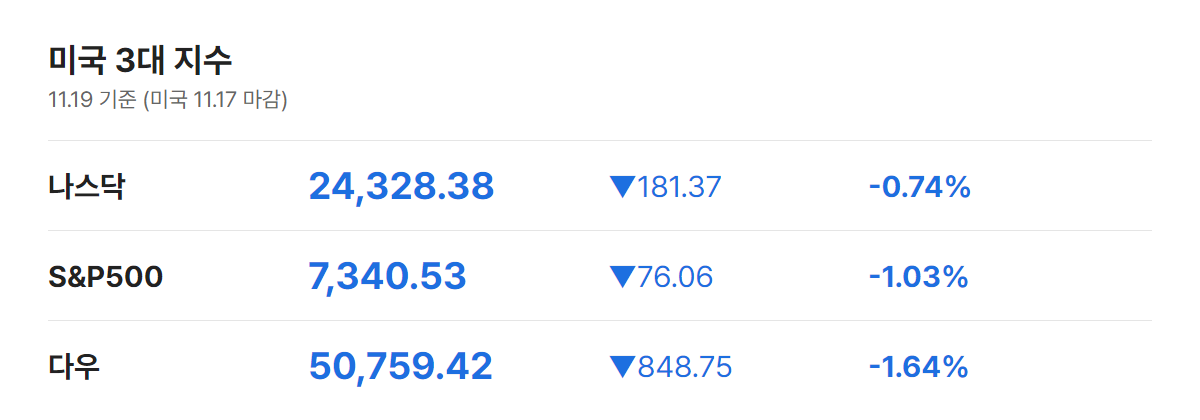 미국 3대 지수
11.19 기준 (미국 11.17 마감)
나스닥 24,328.38 ▼181.37 -0.74%
S&P500 7,340.53 ▼76.06 -1.03%
다우 50,759.42 ▼848.75 -1.64%